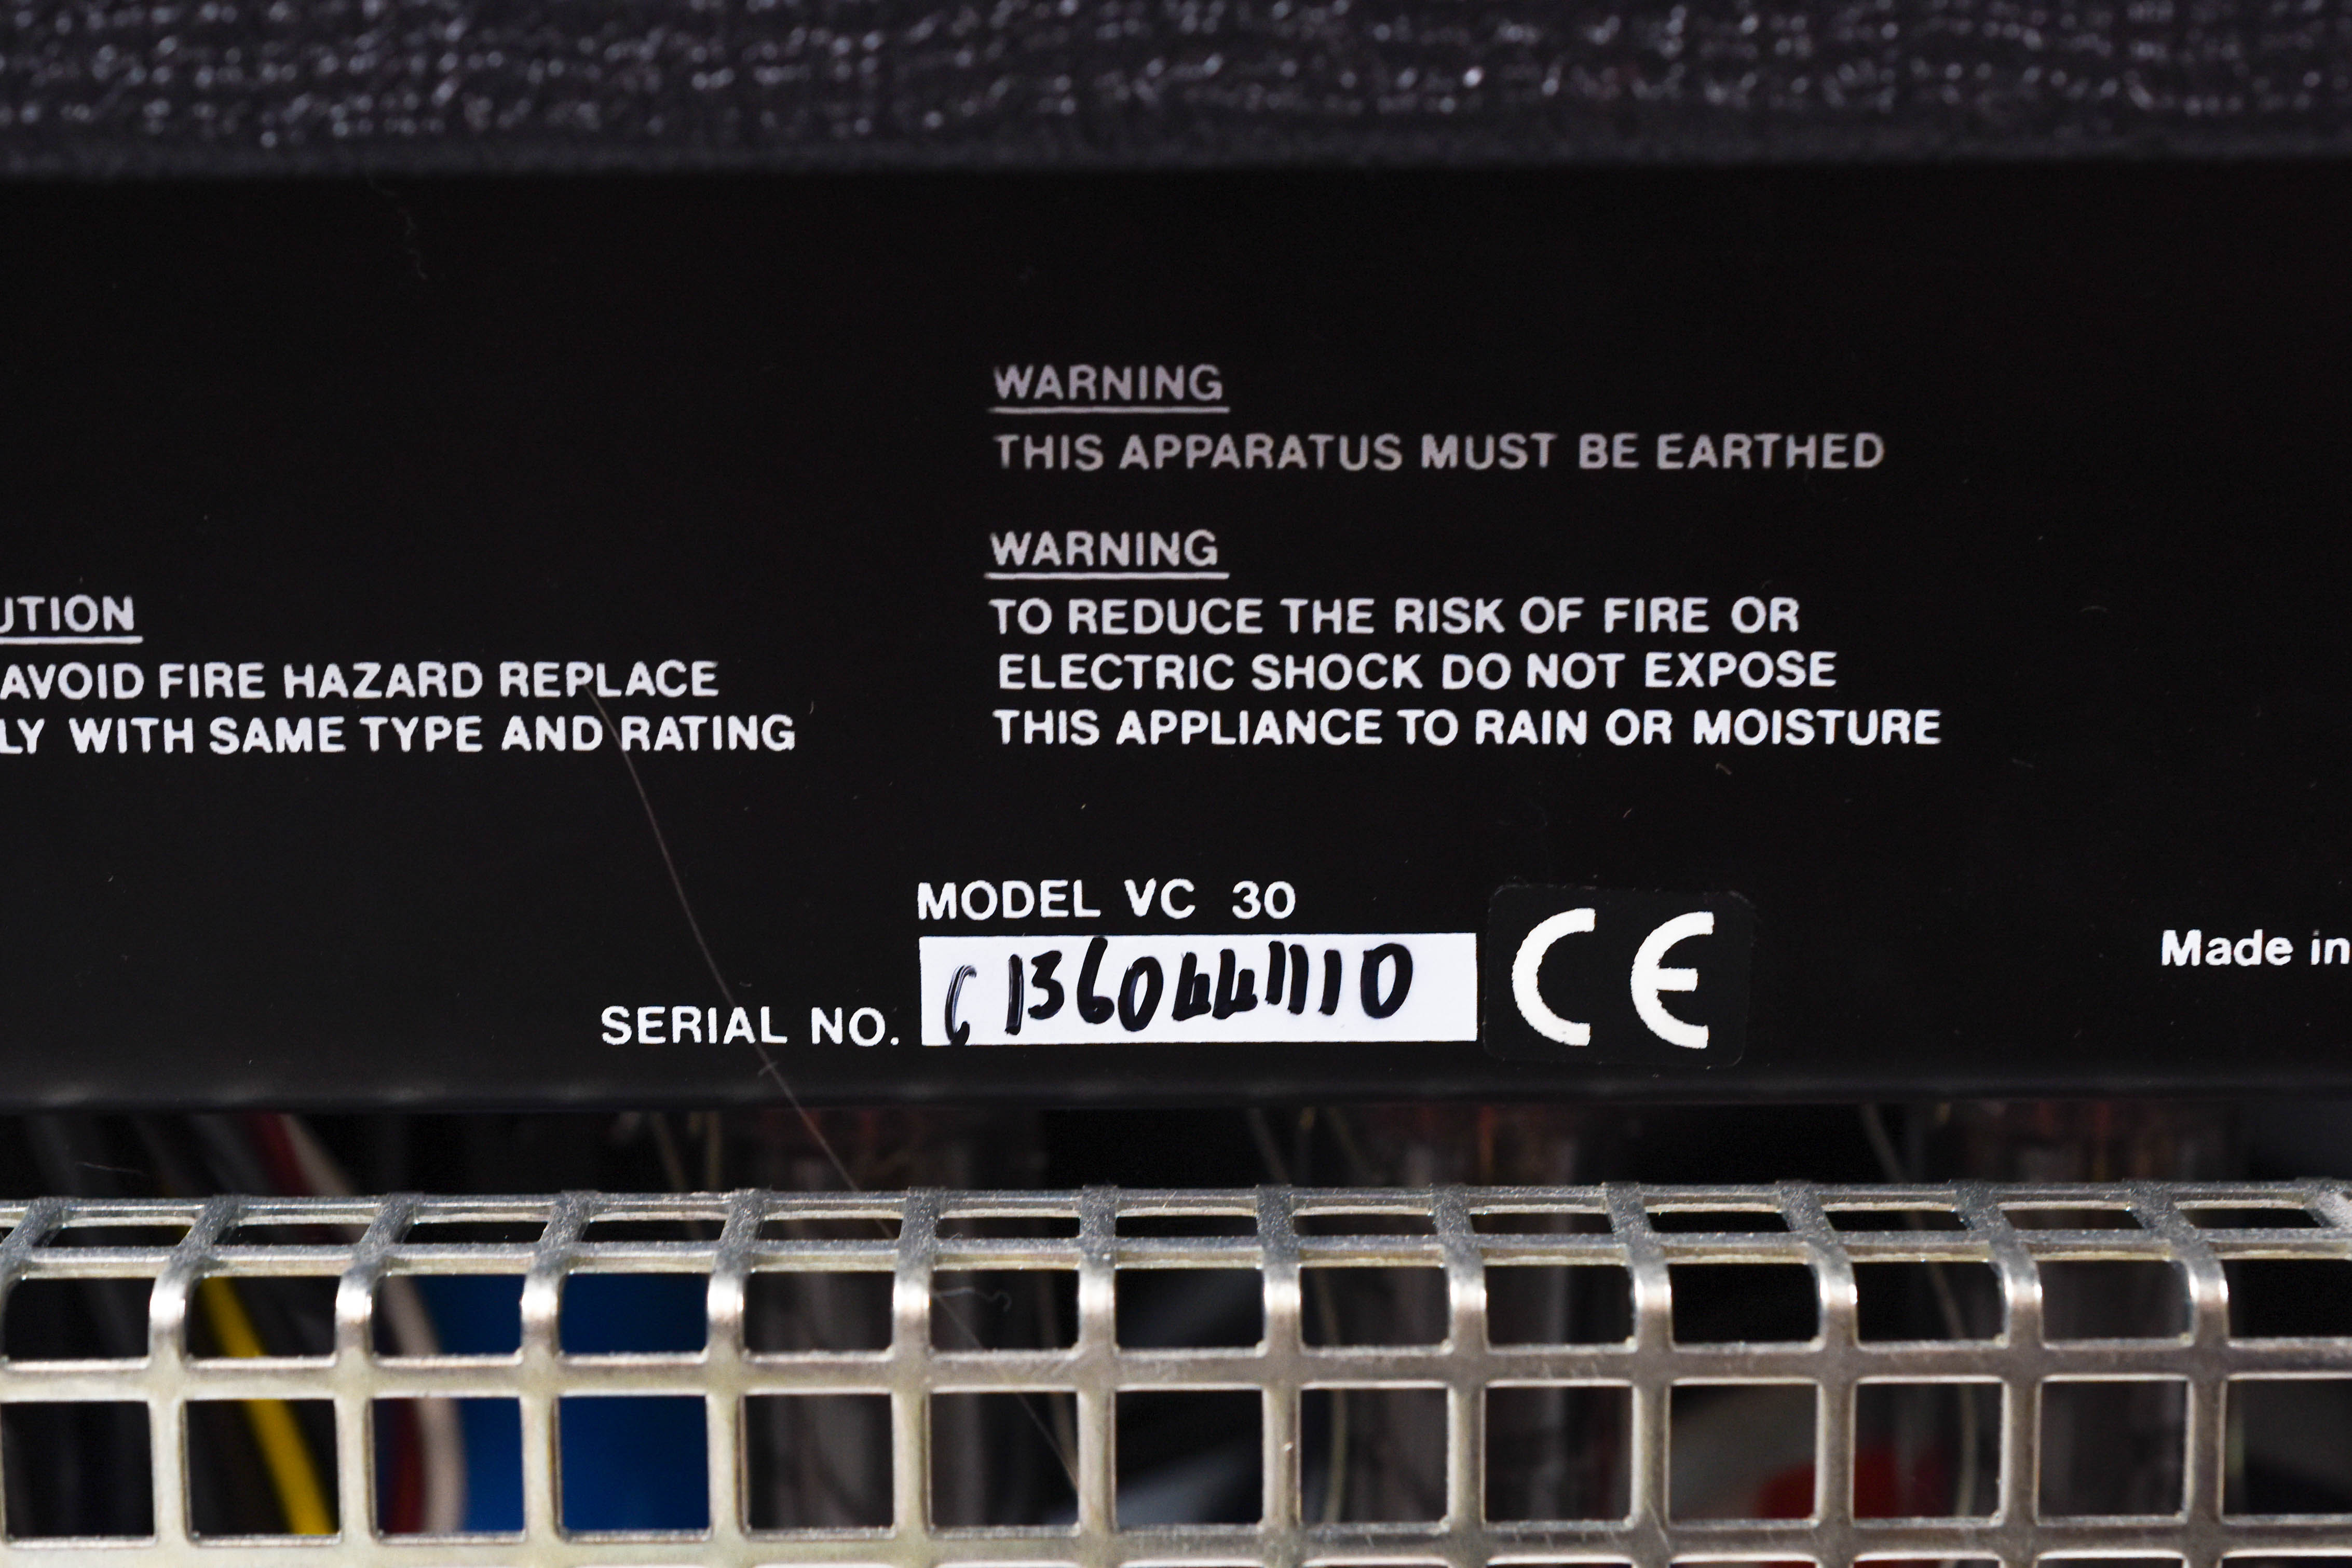 WARNING
THIS APPARATUS MUST BE EARTHED
WARNING
TO REDUCE THE RISK OF FIRE OR
ELECTRIC SHOCK DO NOT EXPOSE
THIS APPLIANCE TO RAIN OR MOISTURE
UTION
AVOID FIRE HAZARD REPLACE
LY WITH SAME TYPE AND RATING
MODEL VC 30
SERIAL NO.
CE
Made in